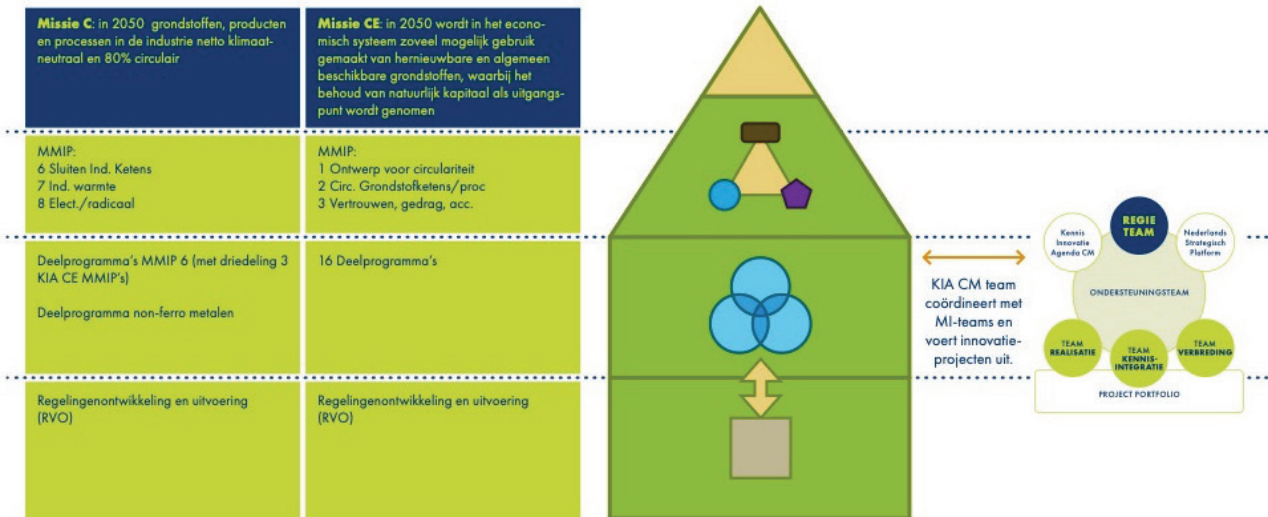 Missie C: in 2050 grondstoffen, producten
en processen in de industrie netto klimaat-
neutraal en 80% circulair
Missie CE: in 2050 wordt in het econo-
misch systeem zoveel mogelijk gebruik
gemaakt van hernieuwbare en algemeen
beschikbare grondstoffen, waarbij het
behoud van natuurlijk kapitaal als uitgangs-
punt wordt genomen
MMIP:
6 Sluiten Ind. Ketens
7 Ind. warmte
8 Elect./radicaal
MMIP:
1 Ontwerp voor circulariteit
2 Circ. Grondstofketens/proc
3 Vertrouwen, gedrag, acc.
Deelprogramma's MMIP 6 (met driedeling 3
KIA CE MMIP's)
Deelprogramma non-ferro metalen
16 Deelprogramma's
Regelingenontwikkeling en uitvoering
(RVO)
Regelingenontwikkeling en uitvoering
(RVO)
KIA CM team
coördineert met
MI-teams en
voert innovatie-
projecten uit.
Kennis
Innovatie
Agenda CM
REGIE
TEAM
Nederlands
Strategisch
Platform
ONDERSTEUNINGSTEAM
TEAM
REALISATIE
TEAM
KENNIS-
INTEGRATIE
TEAM
VERBREDING
PROJECT PORTFOLIO